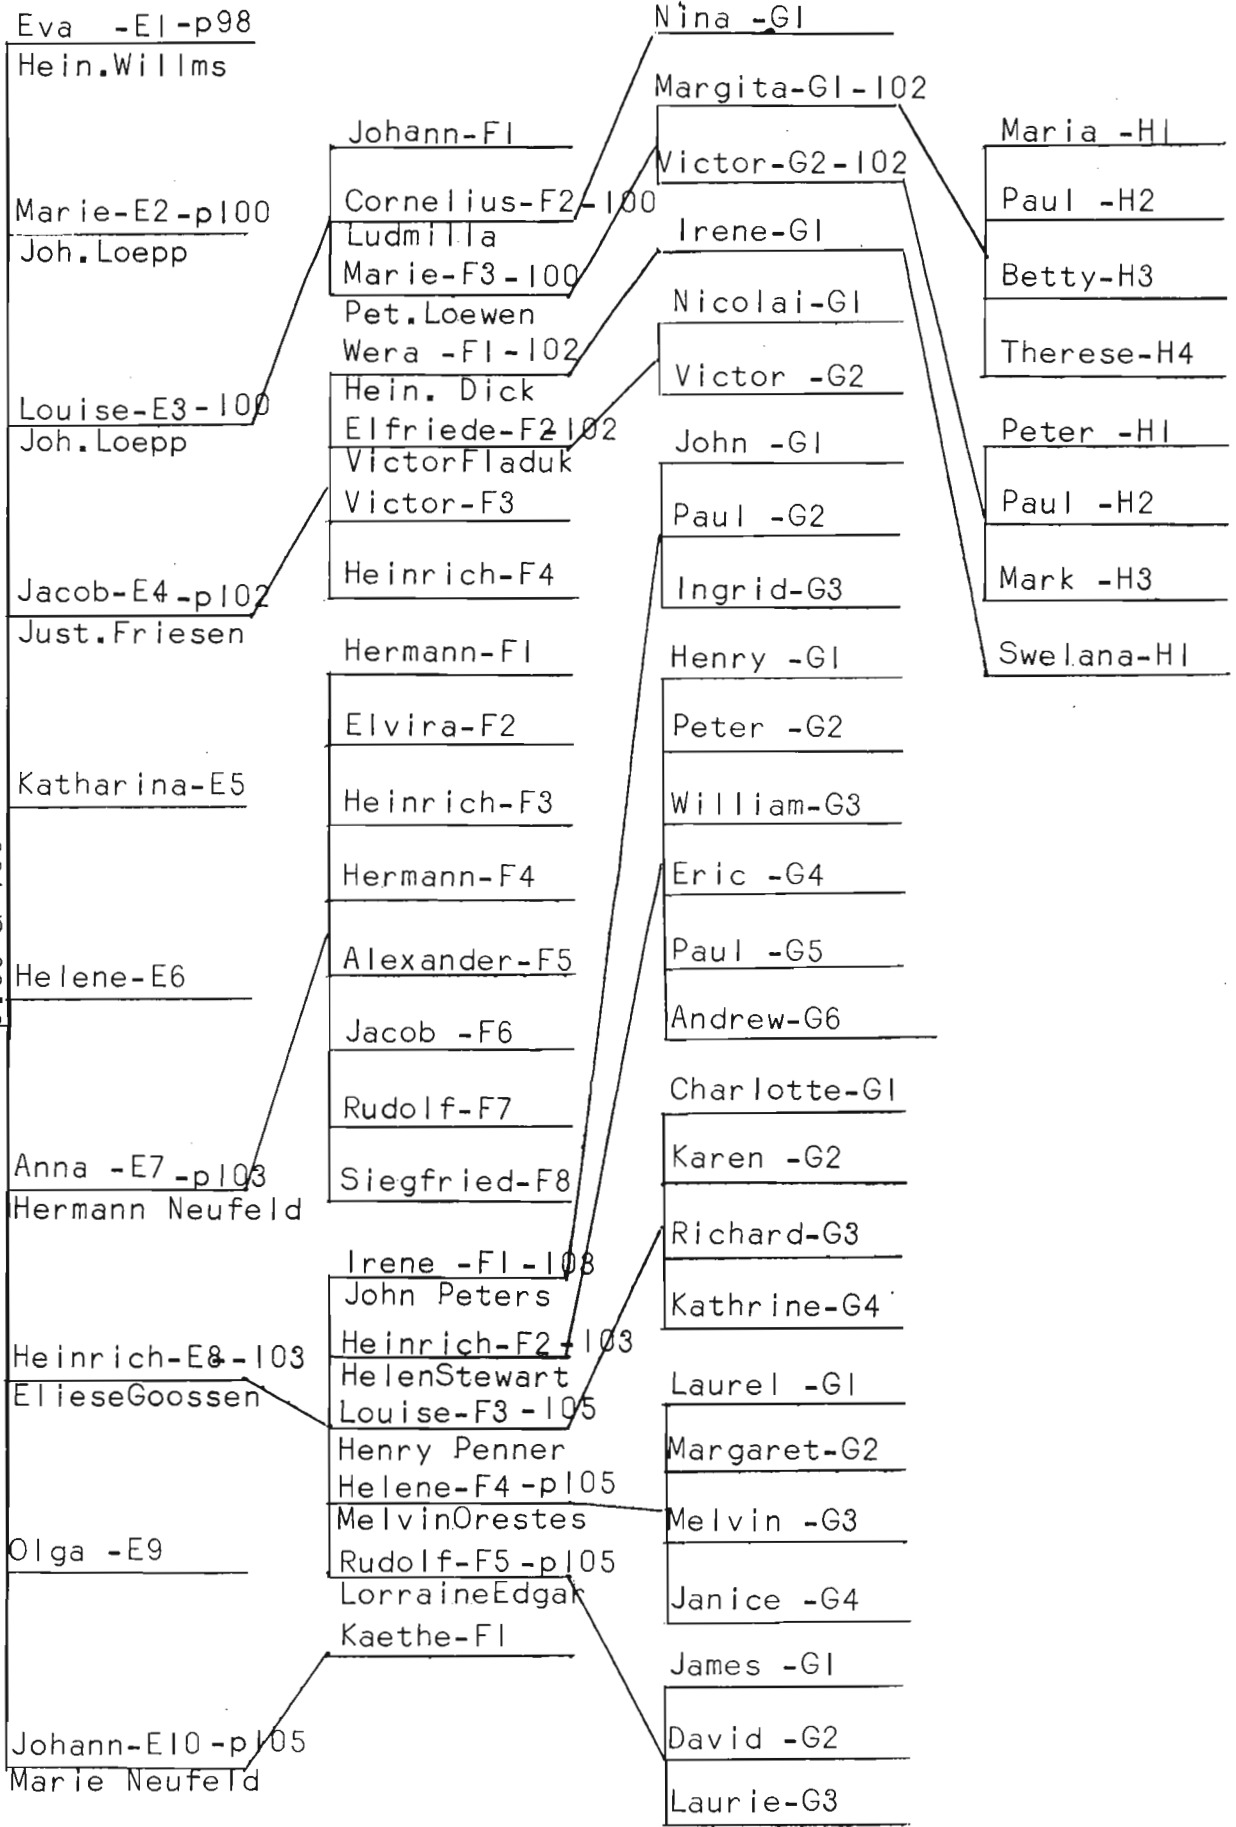 Eva -E1-p98
Hein.Willms
Marie-E2-p100
Joh.Loepp
Louise-E3-100
Joh.Loepp
Jacob-E4-p102
Just.Friesen
Katharina-E5
Helene-E6
Anna -E7-p103
Hermann Neufeld
Heinrich-E8-103
ElieseGoossen
Olga -E9
Johann-E10-p105
Marie Neufeld
Johann-F1
Cornelius-F2-100
Ludmilla
Marie-F3-100
Pet.Loewen
Wera -F1-102
Hein. Dick
Elfriede-F2-102
VictorFladuk
Victor-F3
Heinrich-F4
Hermann-F1
Elvira-F2
Heinrich-F3
Hermann-F4
Alexander-F5
Jacob -F6
Rudolf-F7
Siegfried-F8
Irene -F1-103
John Peters
Heinrich-F2-103
HelenStewart
Louise-F3-105
Henry Penner
Helene-F4-p105
MelvinOrestes
Rudolf-F5-p105
LorraineEdgar
Kaethe-F1
Nina -G1
Margita-G1-102
Victor-G2-102
Irene-G1
Nicolai-G1
Victor -G2
John -G1
Paul -G2
Ingrid-G3
Henry -G1
Peter -G2
William-G3
Eric -G4
Paul -G5
Andrew-G6
Charlotte-G1
Karen -G2
Richard-G3
Kathrine-G4
Laurel -G1
Margaret-G2
Melvin -G3
Janice -G4
James -G1
David -G2
Laurie-G3
Maria -H1
Paul -H2
Betty-H3
Therese-H4
Peter -H1
Paul -H2
Mark -H3
Swelana-H1